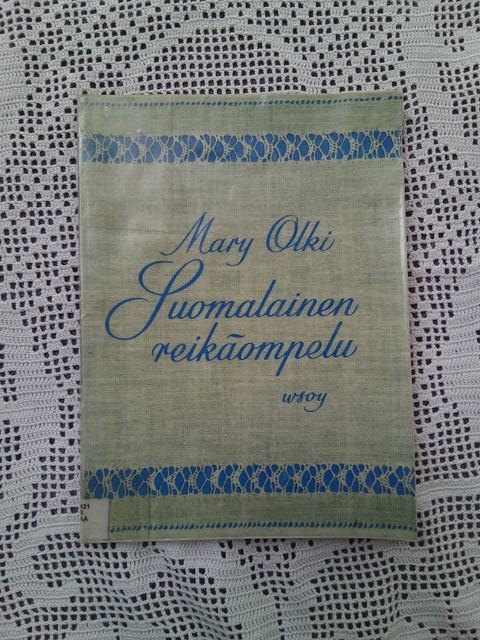 Mary Olki
Suomalainen
reikäompelu
wsoy